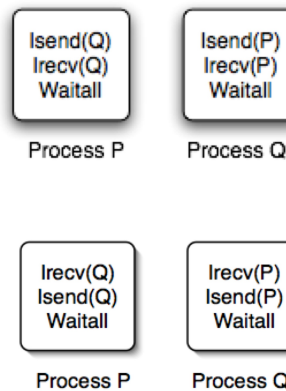 Isend(Q)
Irecv(Q)
Waitall
Isend(P)
Irecv(P)
Waitall
Process P
Process Q
Irecv(Q)
Isend(Q)
Waitall
Irecv(P)
Isend(P)
Waitall
Process P
Process Q